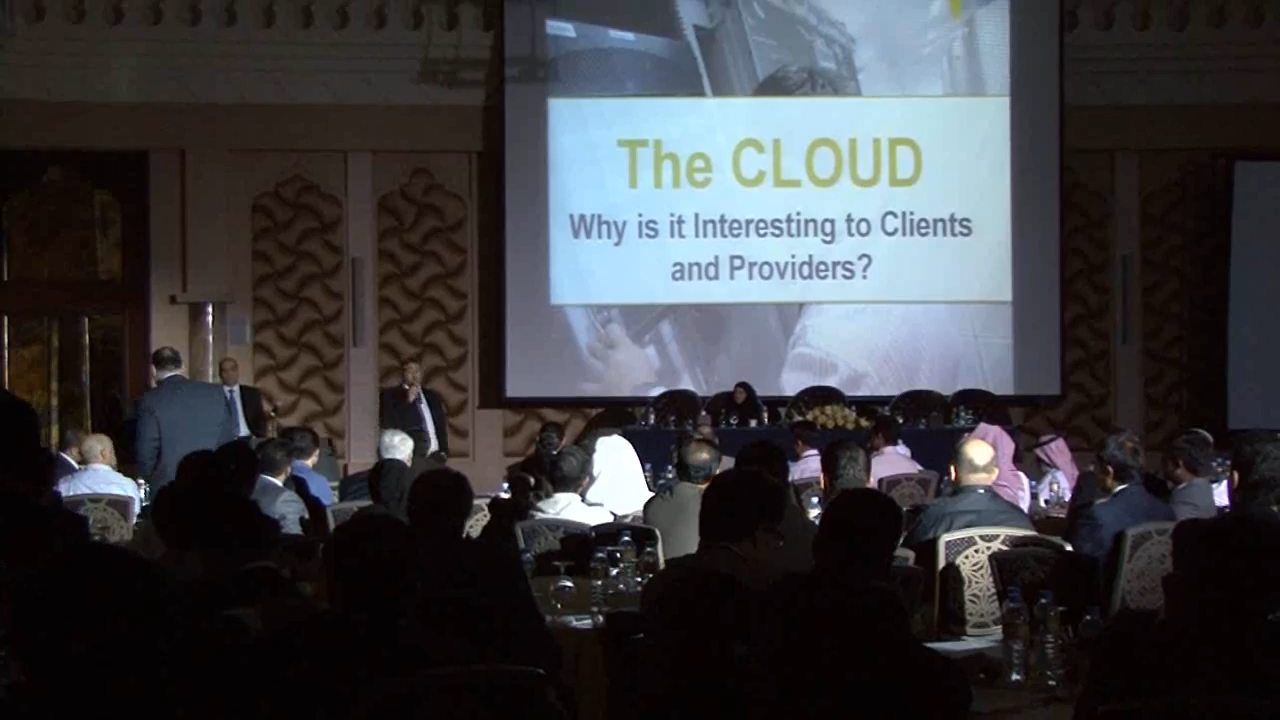 The CLOUD
Why is it Interesting to Clients
and Providers?